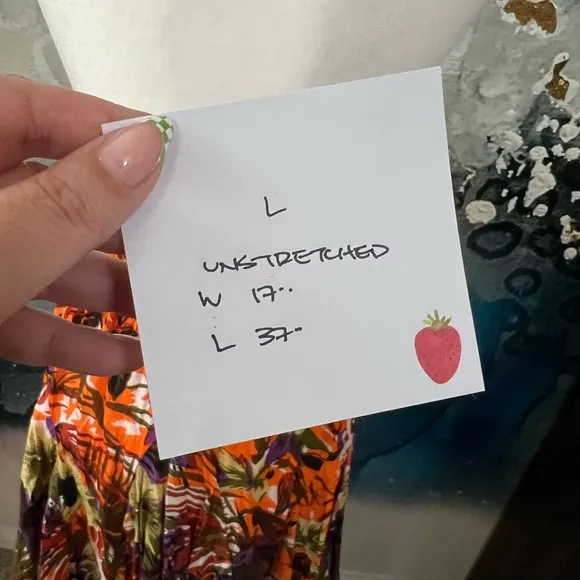 L
UNSTRETCHED
W 17"
L 37"